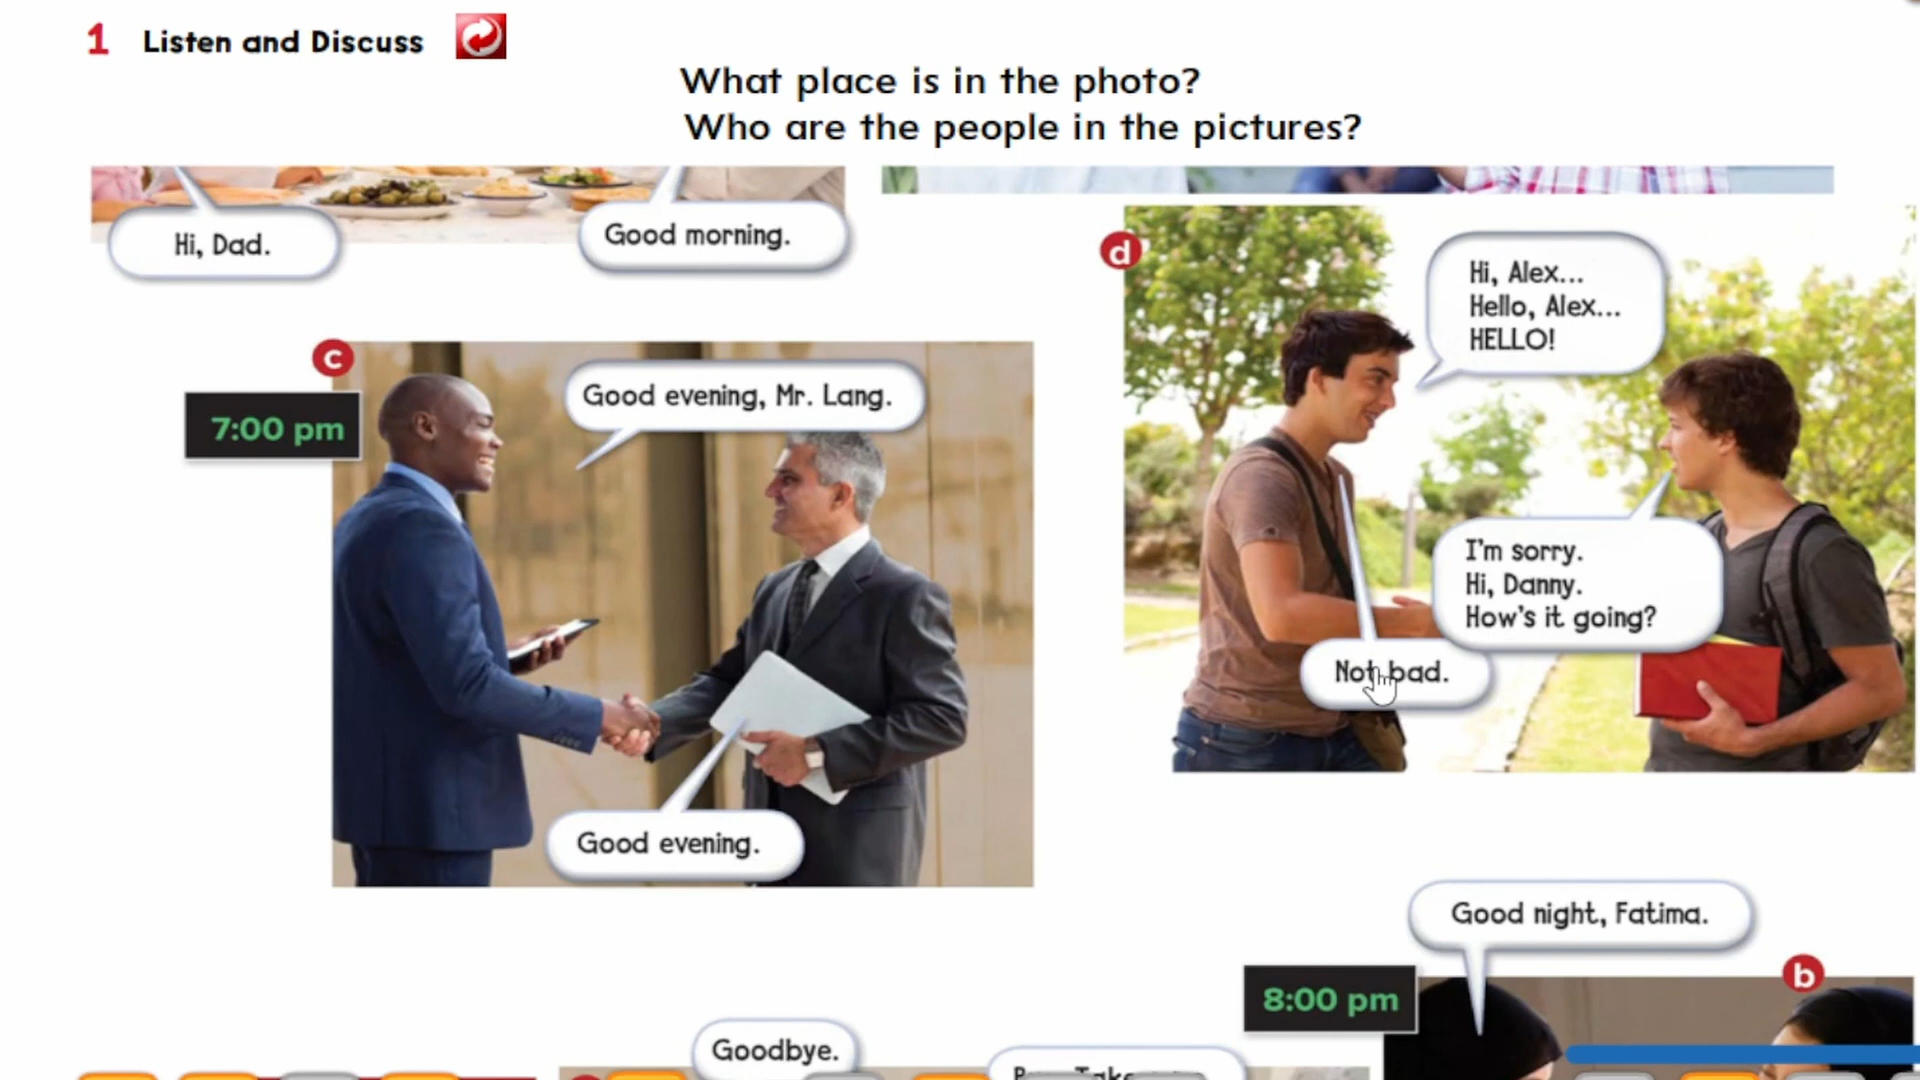 1 Listen and Discuss
What place is in the photo?
Who are the people in the pictures?
Hi, Dad.
Good morning.
c
7:00 pm
Good evening, Mr. Lang.
Good evening.
d
Hi, Alex...
Hello, Alex...
HELLO!
I'm sorry.
Hi, Danny.
How's it going?
Not bad.
Good night, Fatima.
b
8:00 pm
Goodbye.